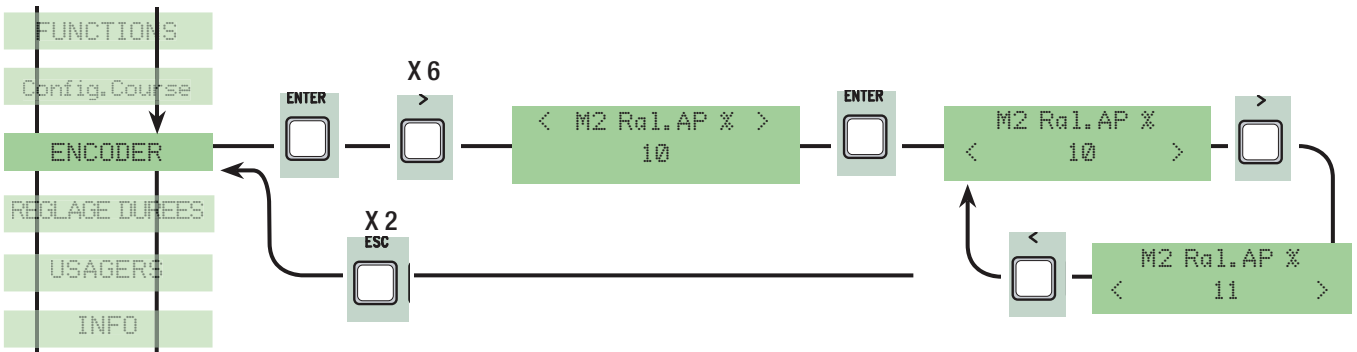 FUNCTIONS
Config.Course
ENCODER
REGLAGE DUREES
USAGERS
INFO
ENTER
X 6
>
< M2 Ral.AP % >
10
ENTER
M2 Ral.AP %
< 10 >
>
X 2
ESC
<
M2 Ral.AP %
< 11 >